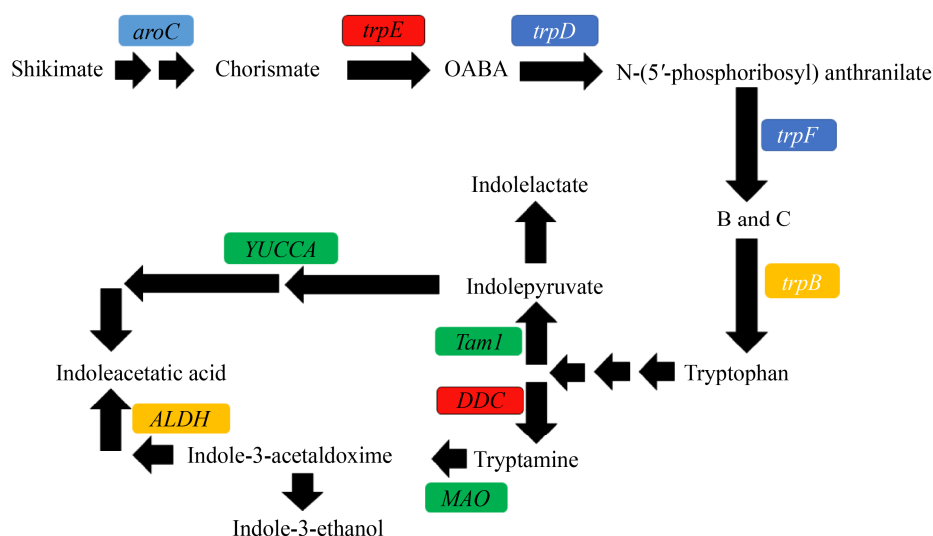 aroC
trpE
trpD
Shikimate
Chorismate
OABA
N-(5′-phosphoribosyl) anthranilate
trpF
Indolelactate
B and C
YUCCA
Indolepyruvate
trpB
Tam1
Indoleacetatic acid
Tryptophan
DDC
ALDH
Indole-3-acetaldoxime
Tryptamine
MAO
Indole-3-ethanol